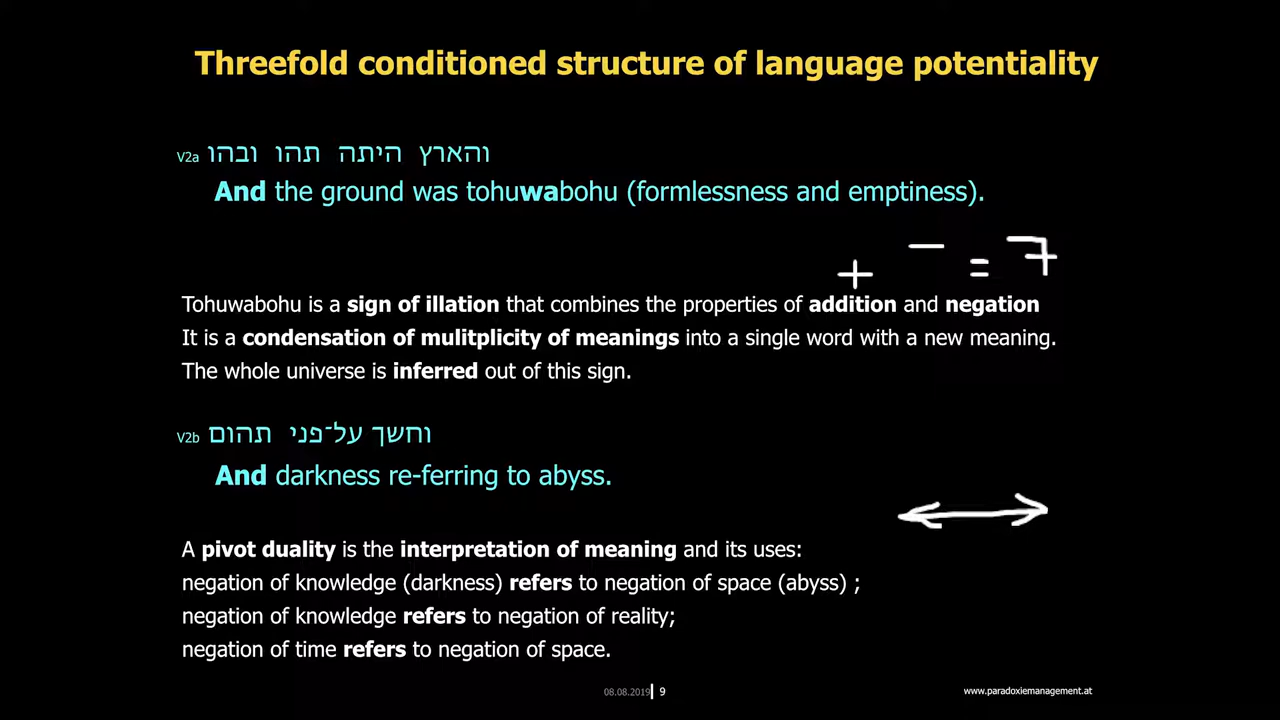 Threefold conditioned structure of language potentiality
V2a והארץ היתה תהו ובהו
And the ground was tohuwabohu (formlessness and emptiness).
+ − = ¬+
Tohuwabohu is a sign of illation that combines the properties of addition and negation
It is a condensation of mulitplicity of meanings into a single word with a new meaning.
The whole universe is inferred out of this sign.
V2b וחשך על־פני תהום
And darkness re-ferring to abyss.
A pivot duality is the interpretation of meaning and its uses:
negation of knowledge (darkness) refers to negation of space (abyss) ;
negation of knowledge refers to negation of reality;
negation of time refers to negation of space.
08.08.2019 | 9
www.paradoxiemanagement.at